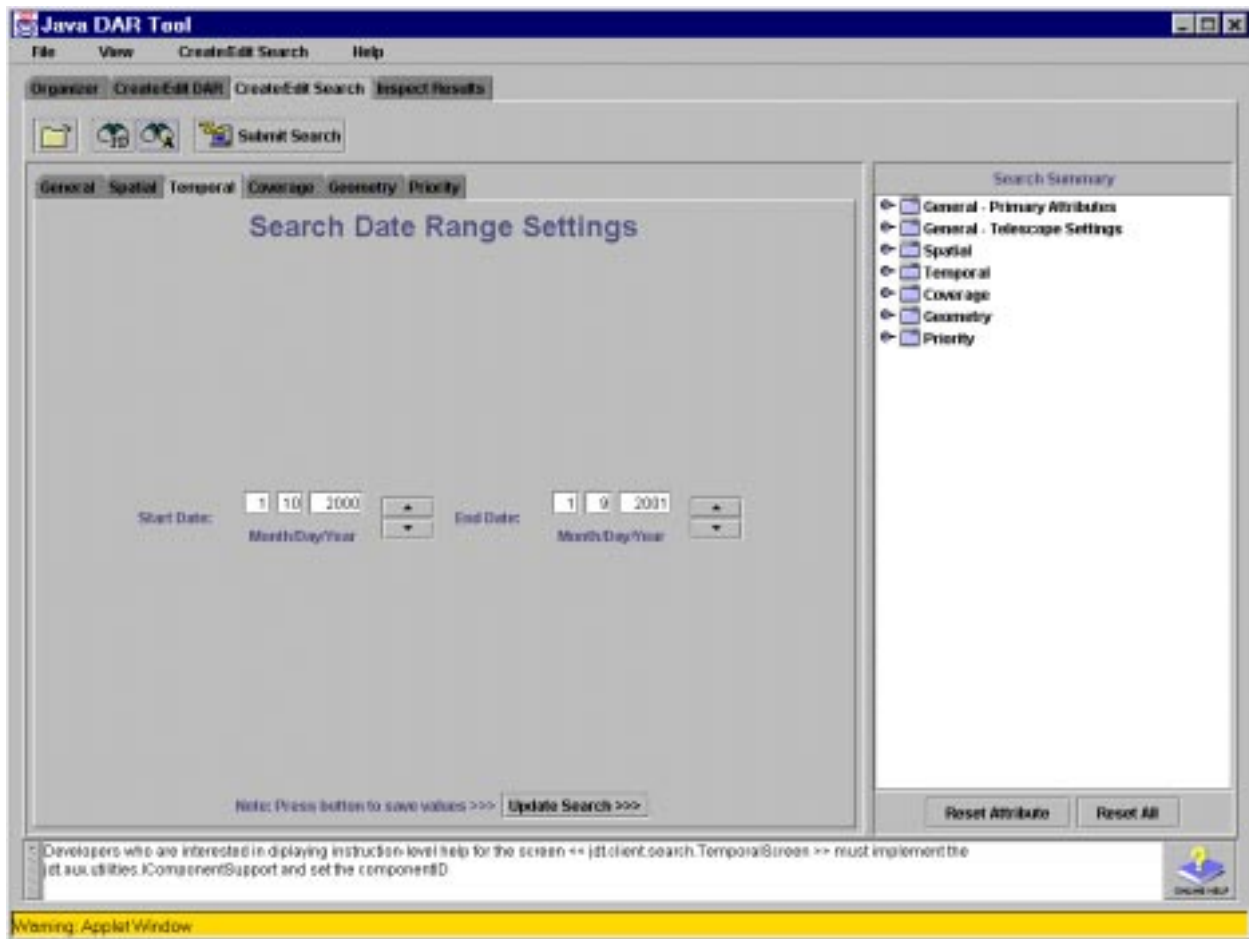 Java DAR Tool
File View Create/Edit Search Help
Organizer Create/Edit DAR Create/Edit Search Inspect Results
ID A Submit Search
General Spatial Temporal Coverage Geometry Priority
Search Date Range Settings
Start Date: 1 10 2000 End Date: 1 9 2001
Month/Day/Year Month/Day/Year
Note: Press button to save values >>> Update Search >>>
Search Summary
General - Primary Attributes
General - Telescope Settings
Spatial
Temporal
Coverage
Geometry
Priority
Reset Attribute Reset All
Developers who are interested in diplaying instruction-level help for the screen << jdt.client.search.TemporalScreen >> must implement the
jdt.aux.utilities.IComponentSupport and set the componentID
ONLINE HELP
Warning: Applet Window